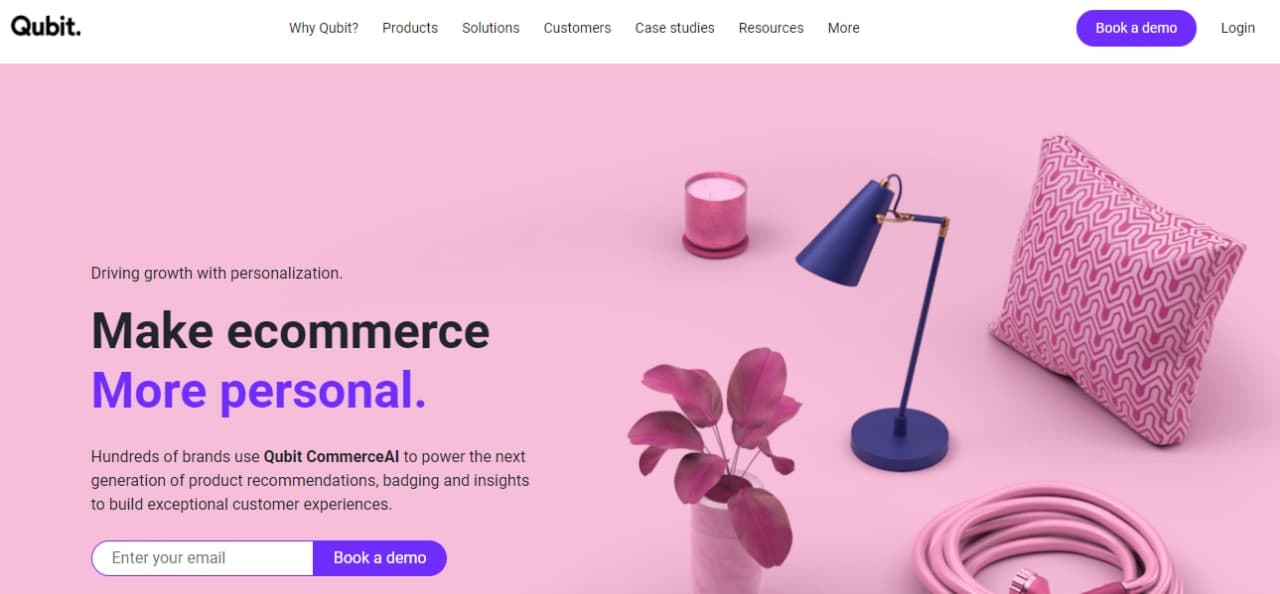 Qubit.
Why Qubit?
Products
Solutions
Customers
Case studies
Resources
More
Book a demo
Login
Driving growth with personalization.
Make ecommerce
More personal.
Hundreds of brands use Qubit CommerceAI to power the next
generation of product recommendations, badging and insights
to build exceptional customer experiences.
Enter your email
Book a demo